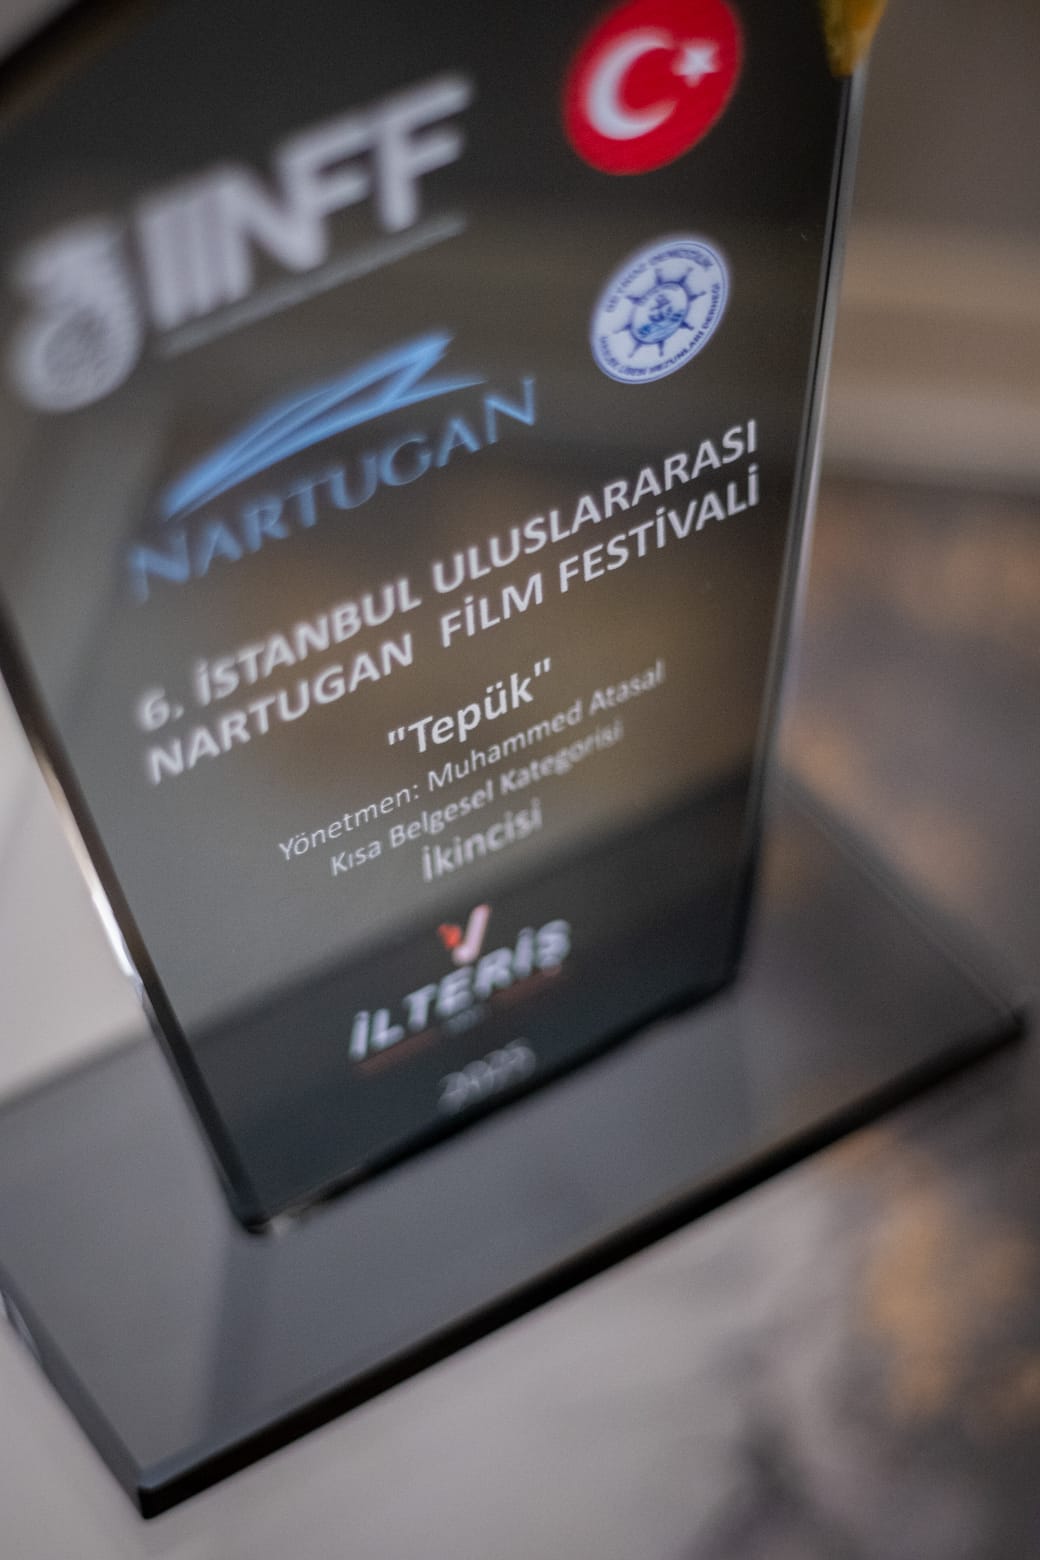 IINFF
NARTUGAN
6. İSTANBUL ULUSLARARASI
NARTUGAN FİLM FESTİVALİ
"Tepük"
Yönetmen: Muhammed Atasal
Kısa Belgesel Kategorisi
İkincisi
İLTERİŞ
2025